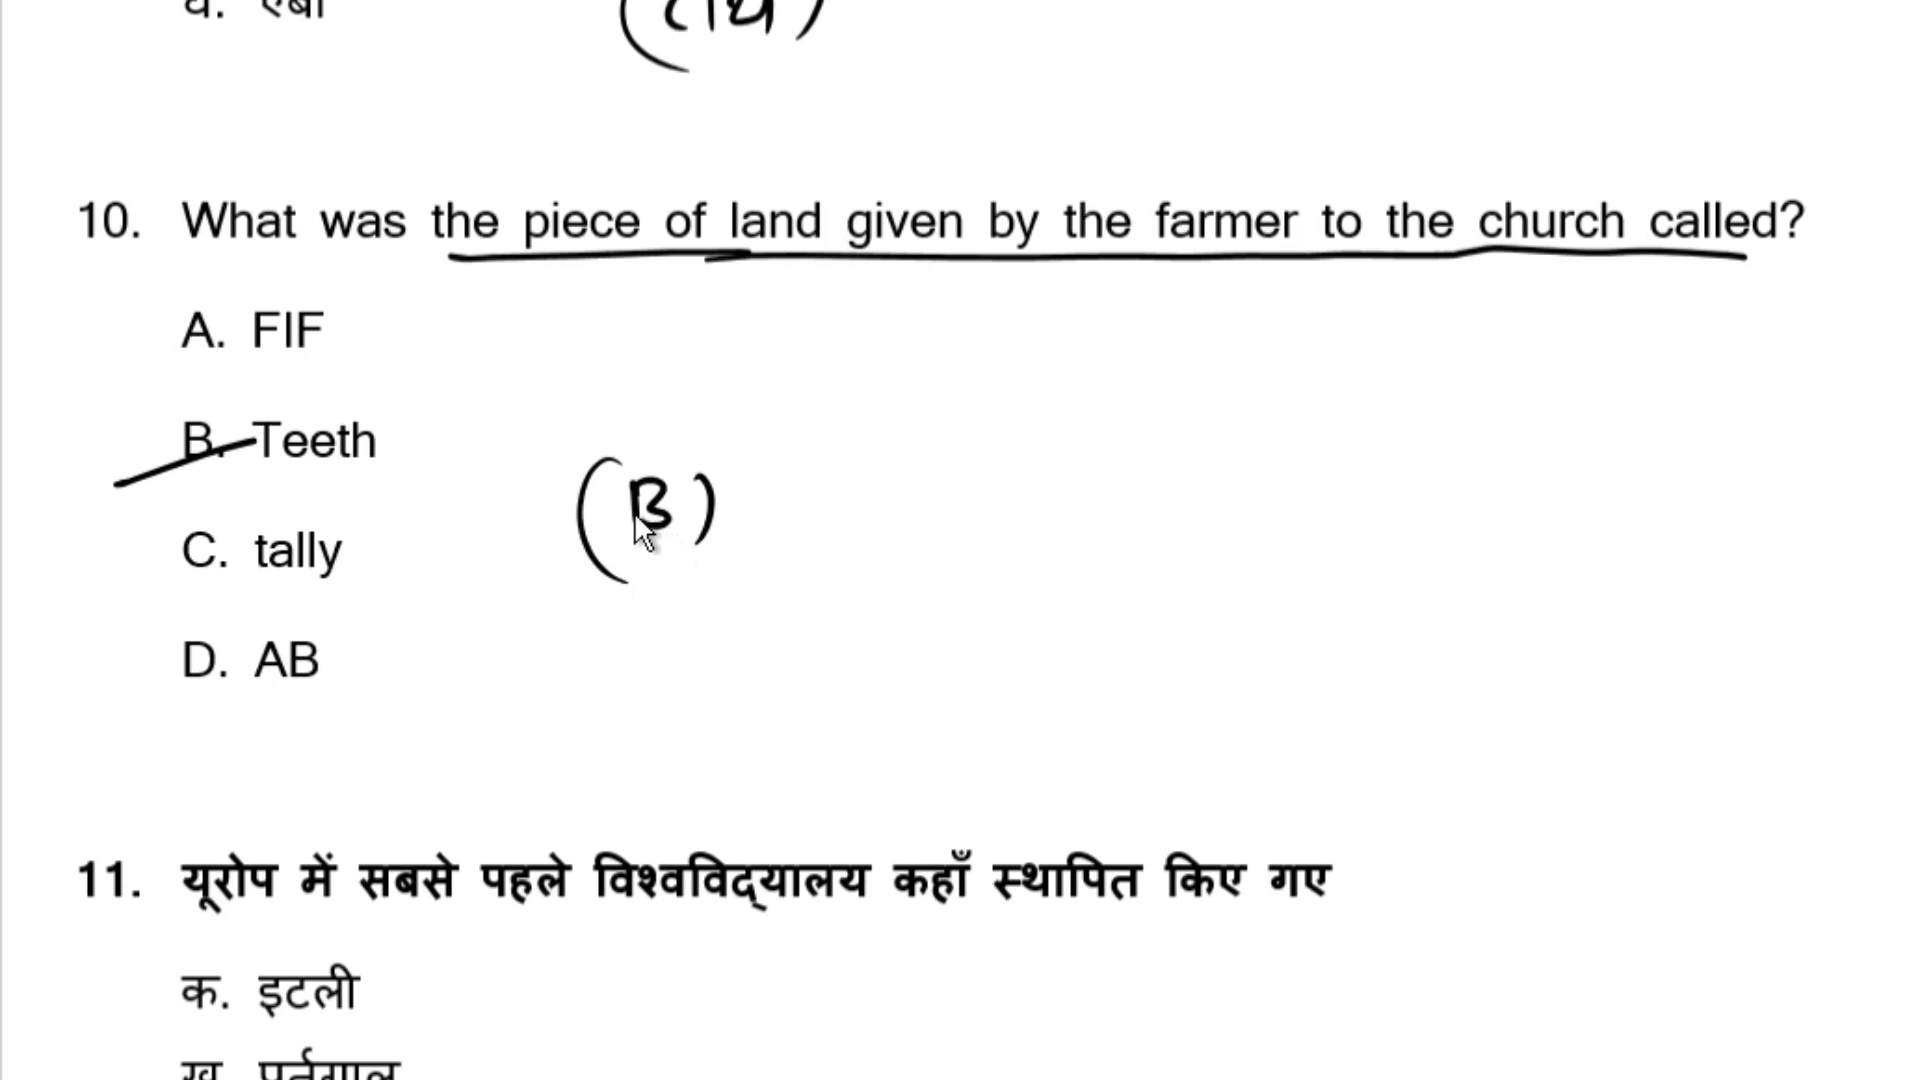 10. What was the piece of land given by the farmer to the church called?
A. FIF
B. Teeth
(B)
C. tally
D. AB
11. यूरोप में सबसे पहले विश्वविद्यालय कहाँ स्थापित किए गए
क. इटली